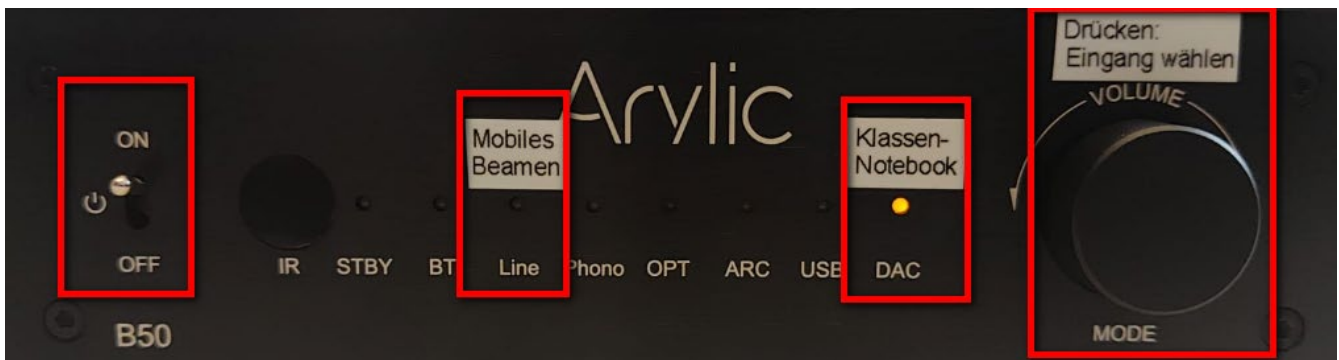 Drücken:
Eingang wählen
Arylic
VOLUME
ON
Mobiles
Beamen
Klassen-
Notebook
OFF
IR STBY BT Line Phono OPT ARC USB DAC
B50
MODE